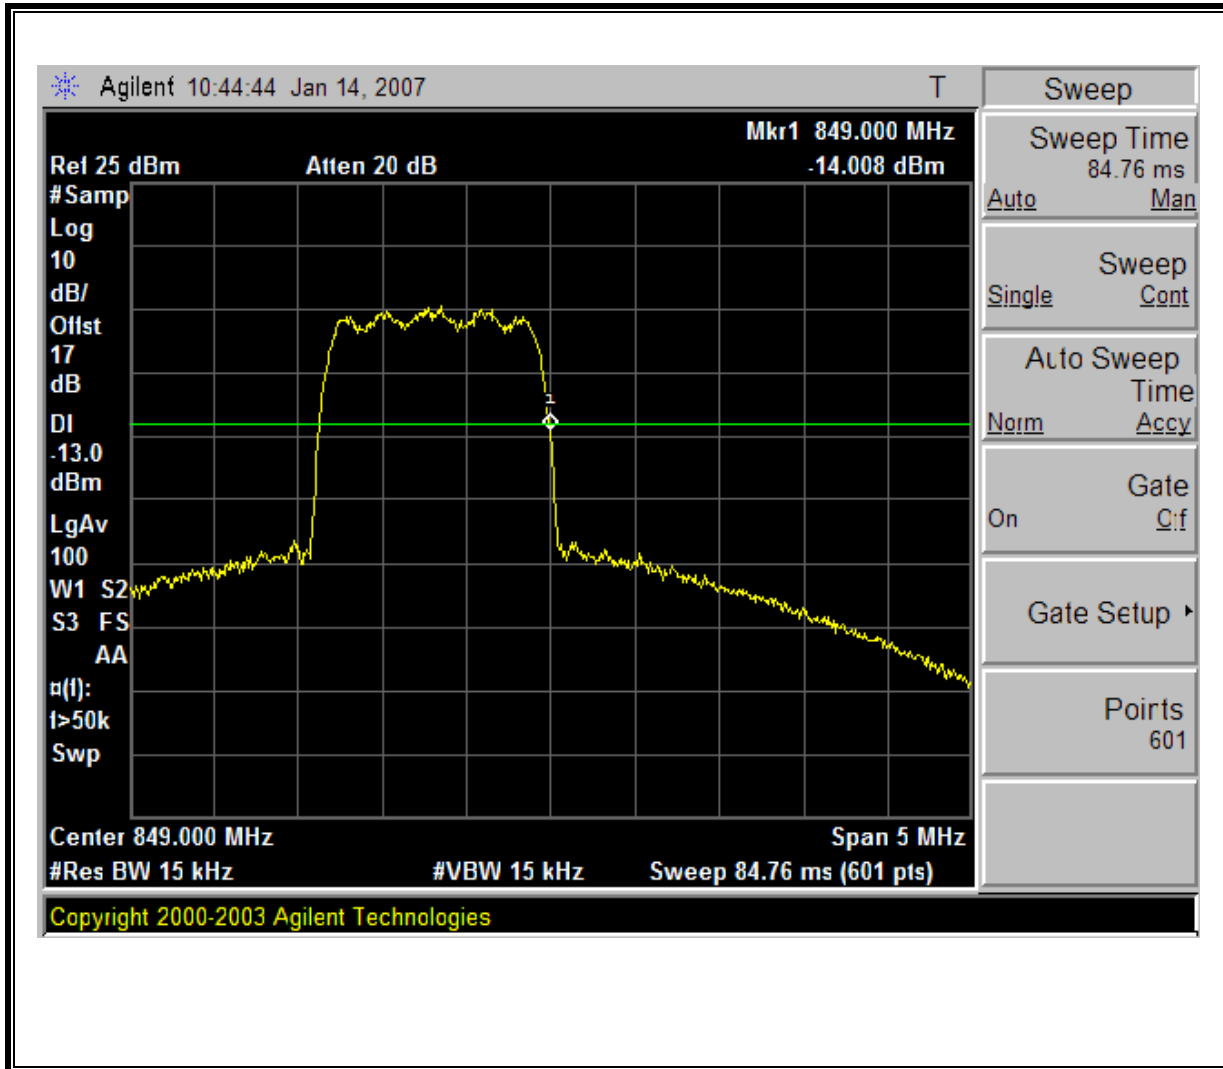 Agilent 10:44:44 Jan 14, 2007 T
Mkr1 849.000 MHz
Ref 25 dBm Atten 20 dB -14.008 dBm
#Samp
Log
10
dB/
Offst
17
dB
DI
-13.0
dBm
LgAv
100
W1 S2
S3 FS
AA
¤(f):
f>50k
Swp
1
Center 849.000 MHz Span 5 MHz
#Res BW 15 kHz #VBW 15 kHz Sweep 84.76 ms (601 pts)
Copyright 2000-2003 Agilent Technologies
Sweep
Sweep Time
84.76 ms
Auto Man
Sweep
Single Cont
Auto Sweep
Time
Norm Accy
Gate
On Off
Gate Setup
Points
601